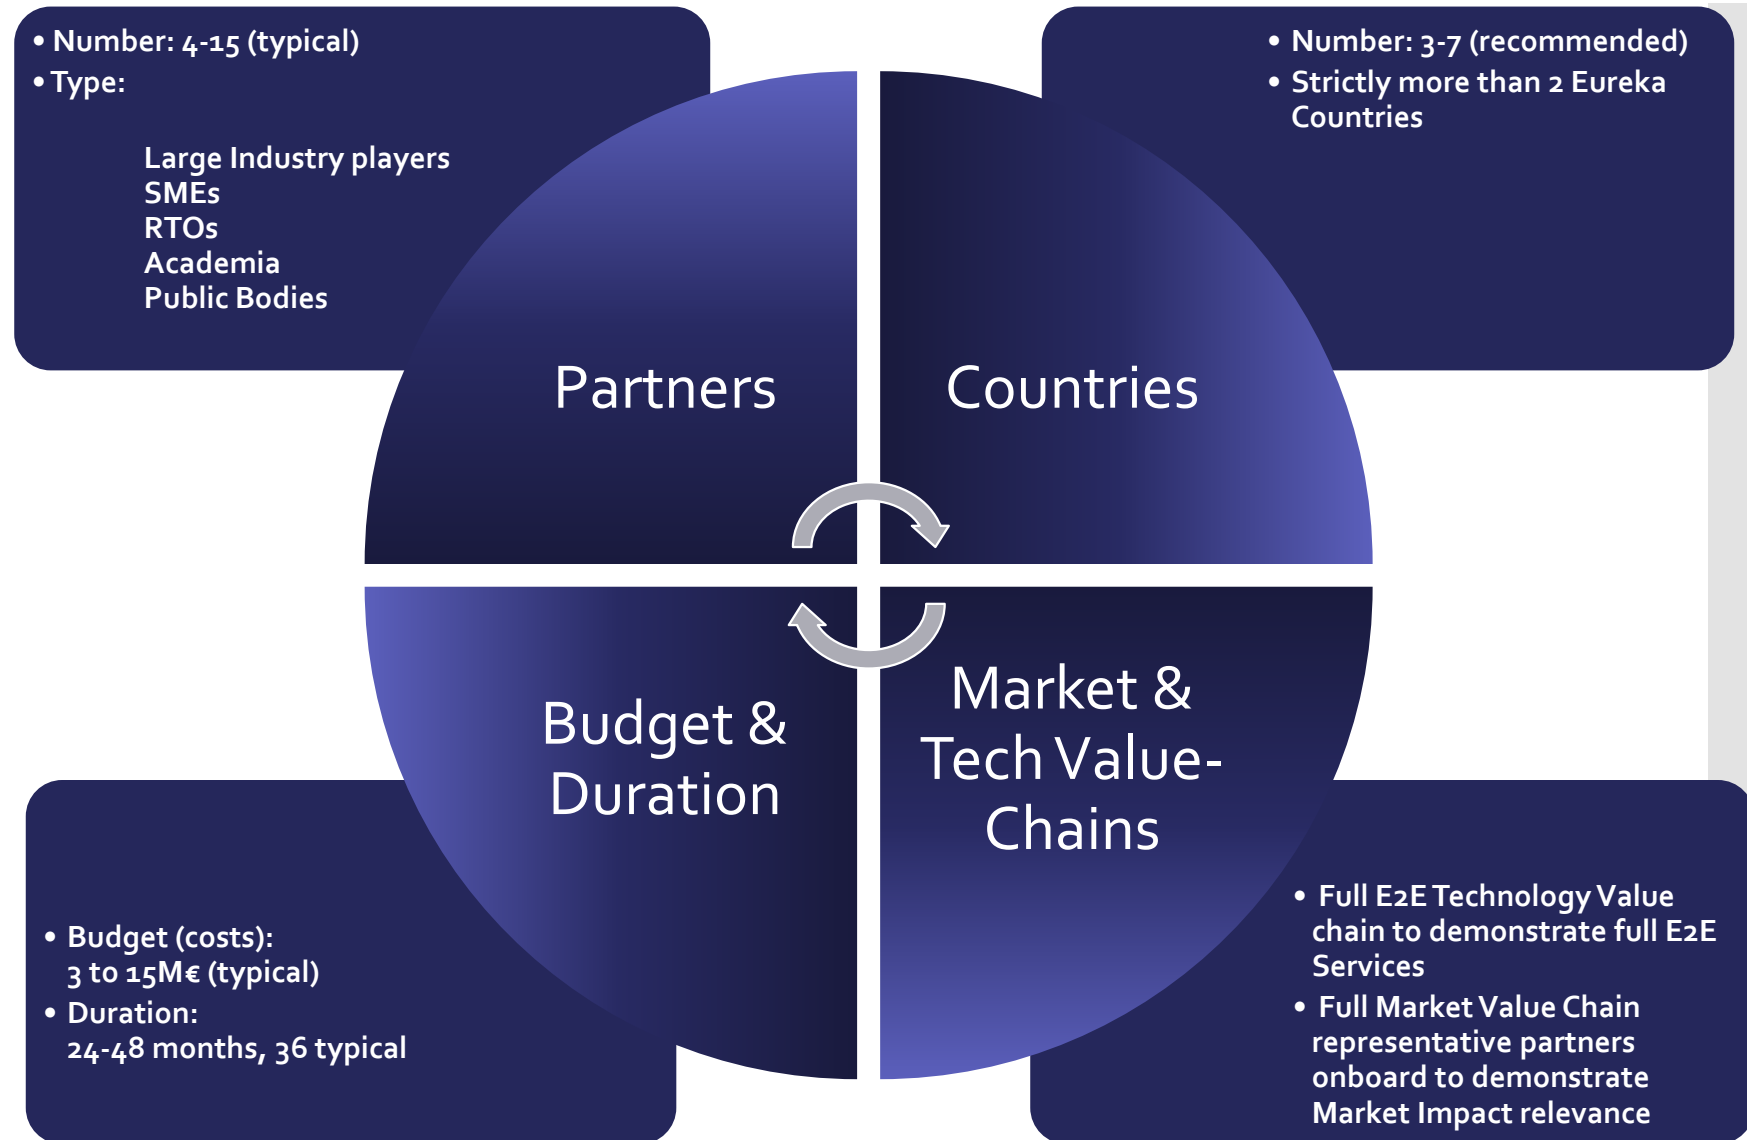 • Number: 4-15 (typical)
• Type:
Large Industry players
SMEs
RTOs
Academia
Public Bodies
• Number: 3-7 (recommended)
• Strictly more than 2 Eureka
Countries
Partners
Countries
Budget &
Duration
Market &
Tech Value-
Chains
• Budget (costs):
3 to 15M€ (typical)
• Duration:
24-48 months, 36 typical
• Full E2E Technology Value
chain to demonstrate full E2E
Services
• Full Market Value Chain
representative partners
onboard to demonstrate
Market Impact relevance